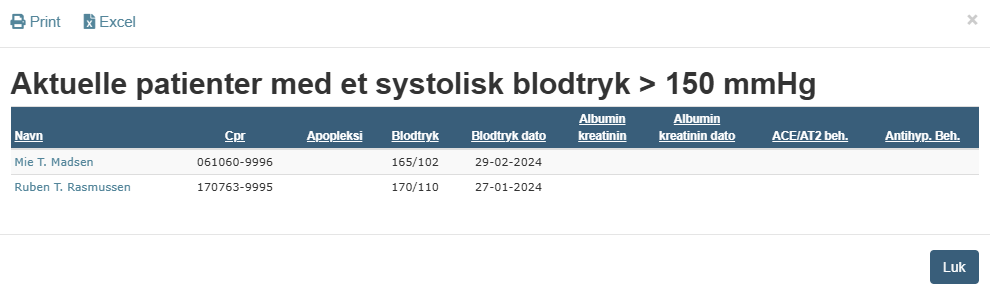 Print Excel ×
Aktuelle patienter med et systolisk blodtryk > 150 mmHg
Navn Cpr Apopleksi Blodtryk Blodtryk dato Albumin kreatinin Albumin kreatinin dato ACE/AT2 beh. Antihyp. Beh.
Mie T. Madsen 061060-9996 165/102 29-02-2024
Ruben T. Rasmussen 170763-9995 170/110 27-01-2024
Luk